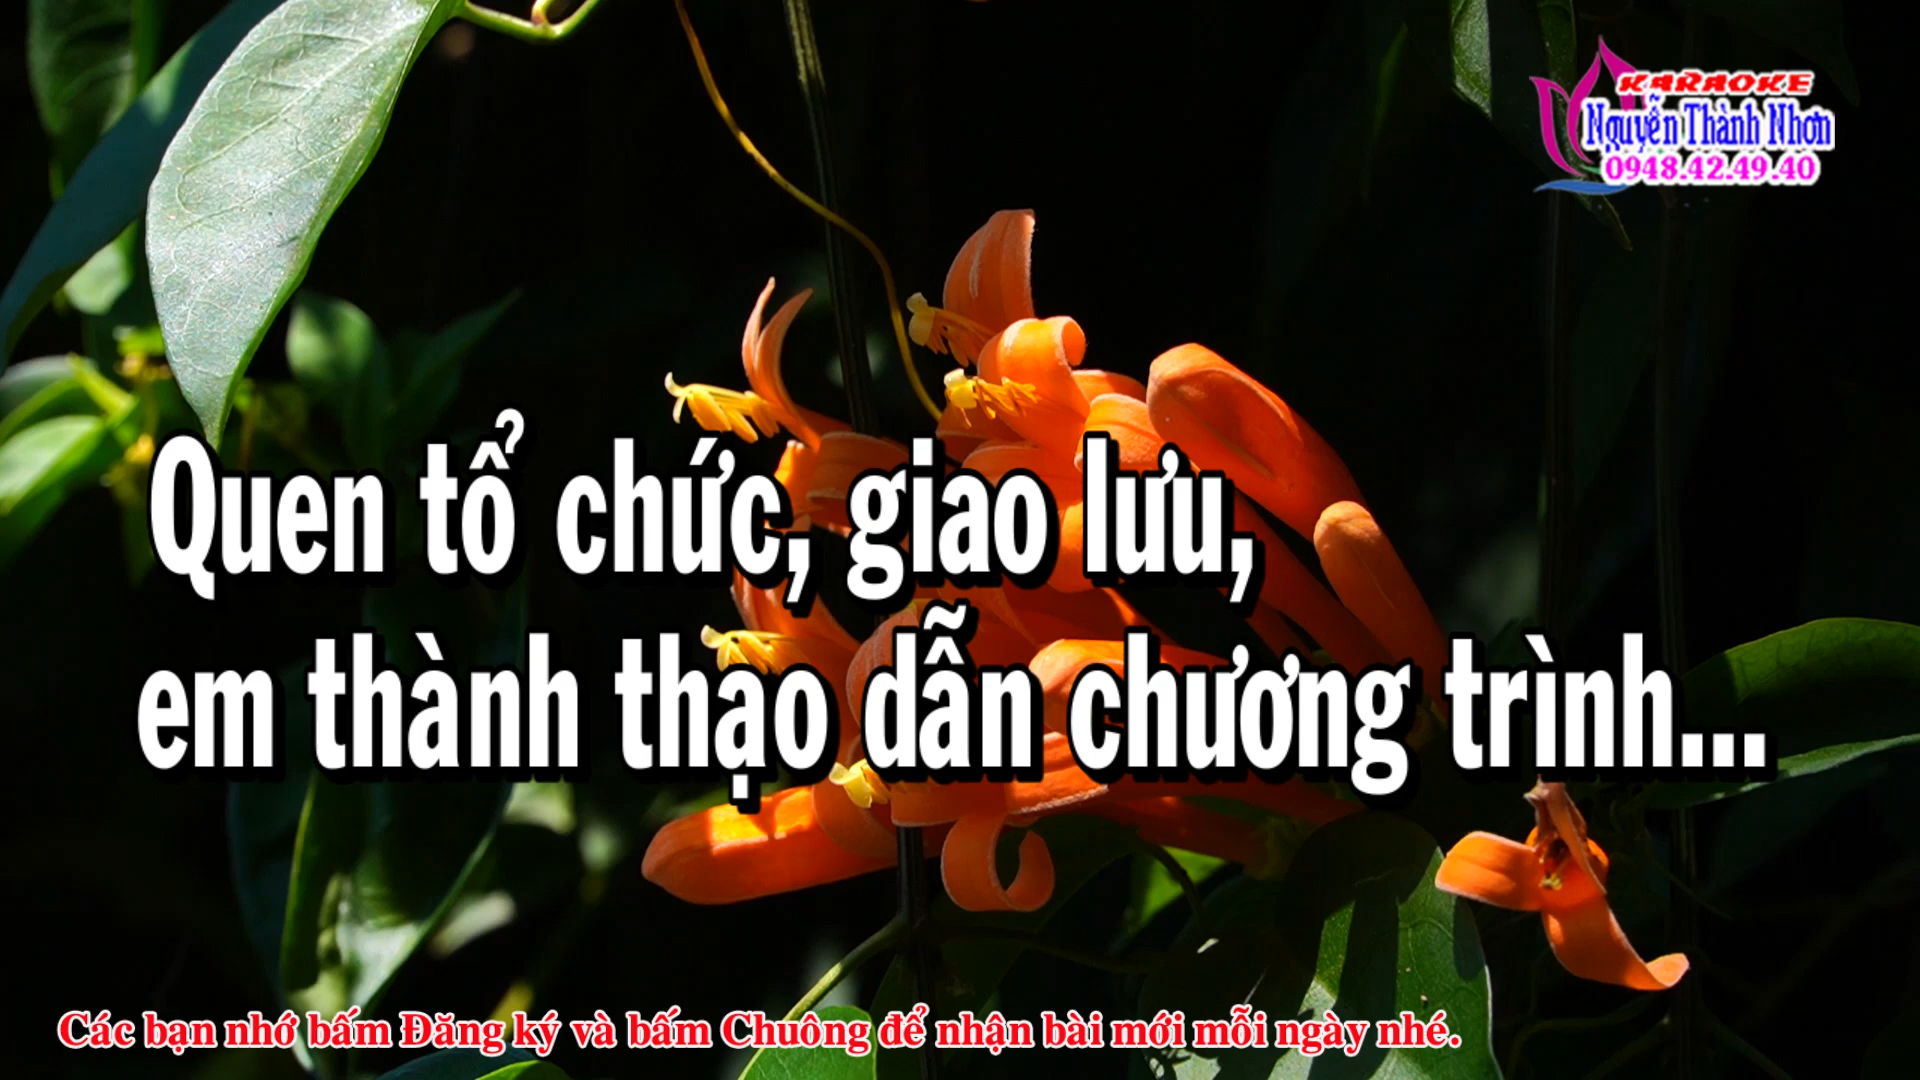 KARAOKE
Nguyễn Thành Nhơn
0948.42.49.40
Quen tổ chức, giao lưu,
em thành thạo dẫn chương trình...
Các bạn nhớ bấm Đăng ký và bấm Chuông để nhận bài mới mỗi ngày nhé.